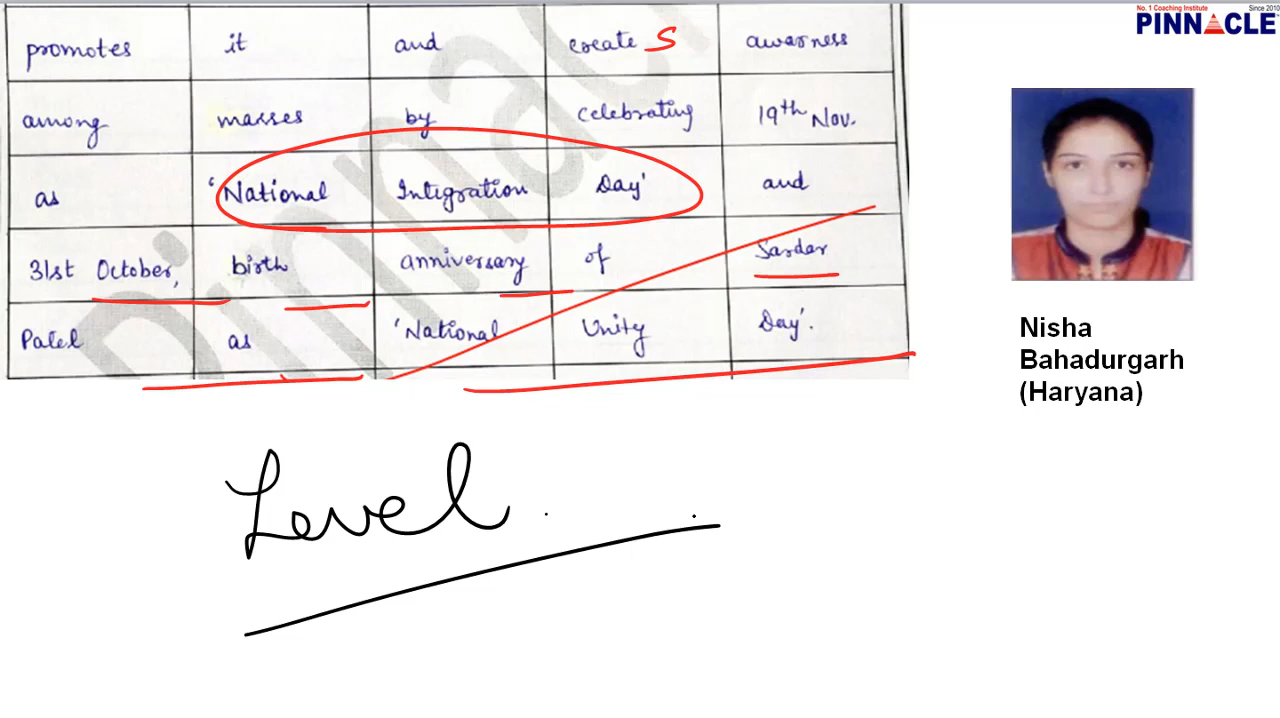 No. 1 Coaching Institute Since 2010
PINNACLE
promotes it and create S awarness
among masses by celebrating 19th Nov.
as 'National Intigration Day' and
31st October, birth anniversary of Sardar
Patel as 'National Unity Day'.
Nisha
Bahadurgarh
(Haryana)
Level